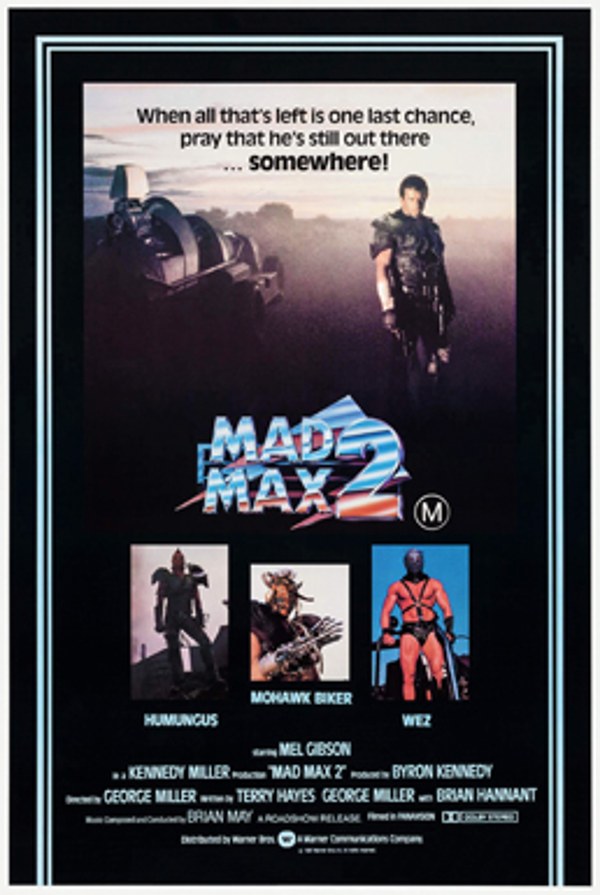 When all that's left is one last chance,
pray that he's still out there
... somewhere!
MAD
MAX 2
M
HUMUNGUS
MOHAWK BIKER
WEZ
starring MEL GIBSON
in a KENNEDY MILLER Production "MAD MAX 2" Produced by BYRON KENNEDY
Directed by GEORGE MILLER Written by TERRY HAYES GEORGE MILLER with BRIAN HANNANT
Music Composed and Conducted by BRIAN MAY A ROADSHOW RELEASE Filmed in PANAVISION DOLBY STEREO
Distributed by Warner Bros. A Warner Communications Company